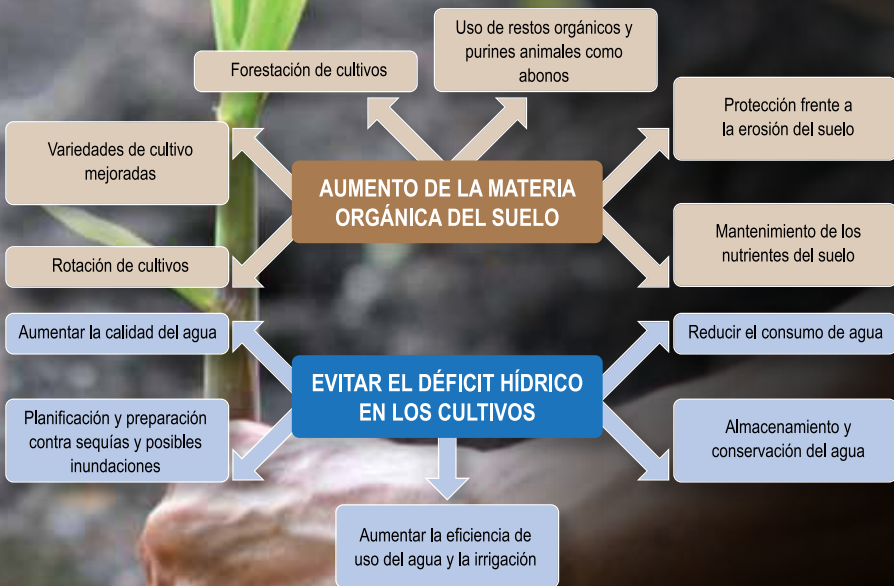 Uso de restos orgánicos y
purines animales como
abonos
Forestación de cultivos
Protección frente a
la erosión del suelo
Variedades de cultivo
mejoradas
AUMENTO DE LA MATERIA
ORGÁNICA DEL SUELO
Mantenimiento de los
nutrientes del suelo
Rotación de cultivos
Aumentar la calidad del agua
Reducir el consumo de agua
EVITAR EL DÉFICIT HÍDRICO
EN LOS CULTIVOS
Planificación y preparación
contra sequías y posibles
inundaciones
Almacenamiento y
conservación del agua
Aumentar la eficiencia de
uso del agua y la irrigación